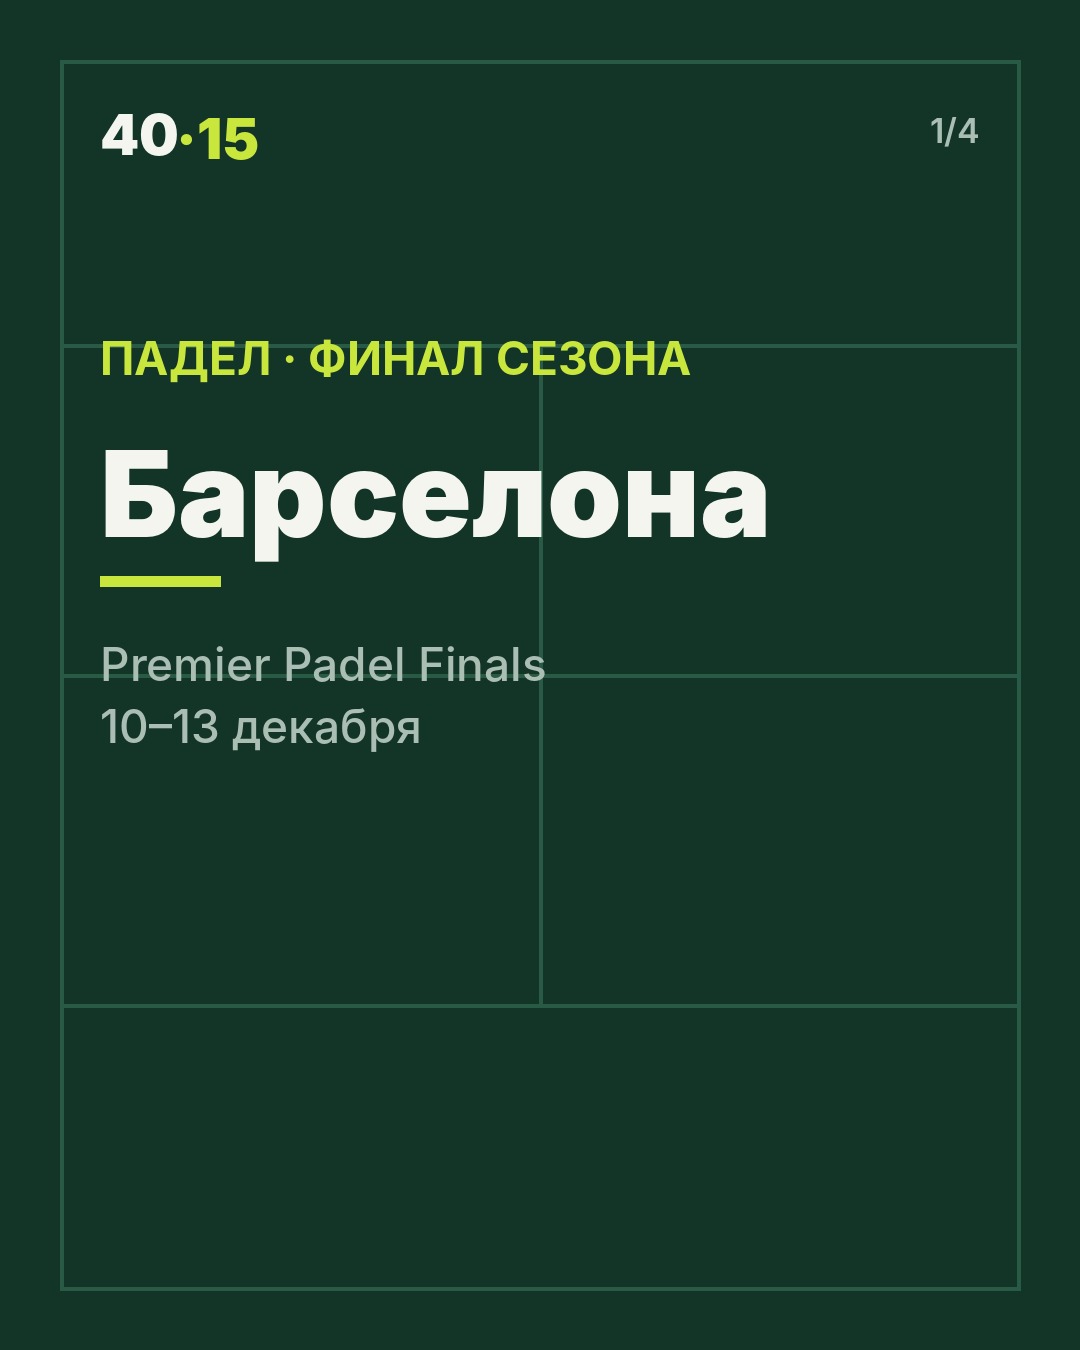 40·15
1/4
ПАДЕЛ · ФИНАЛ СЕЗОНА
Барселона
Premier Padel Finals
10–13 декабря